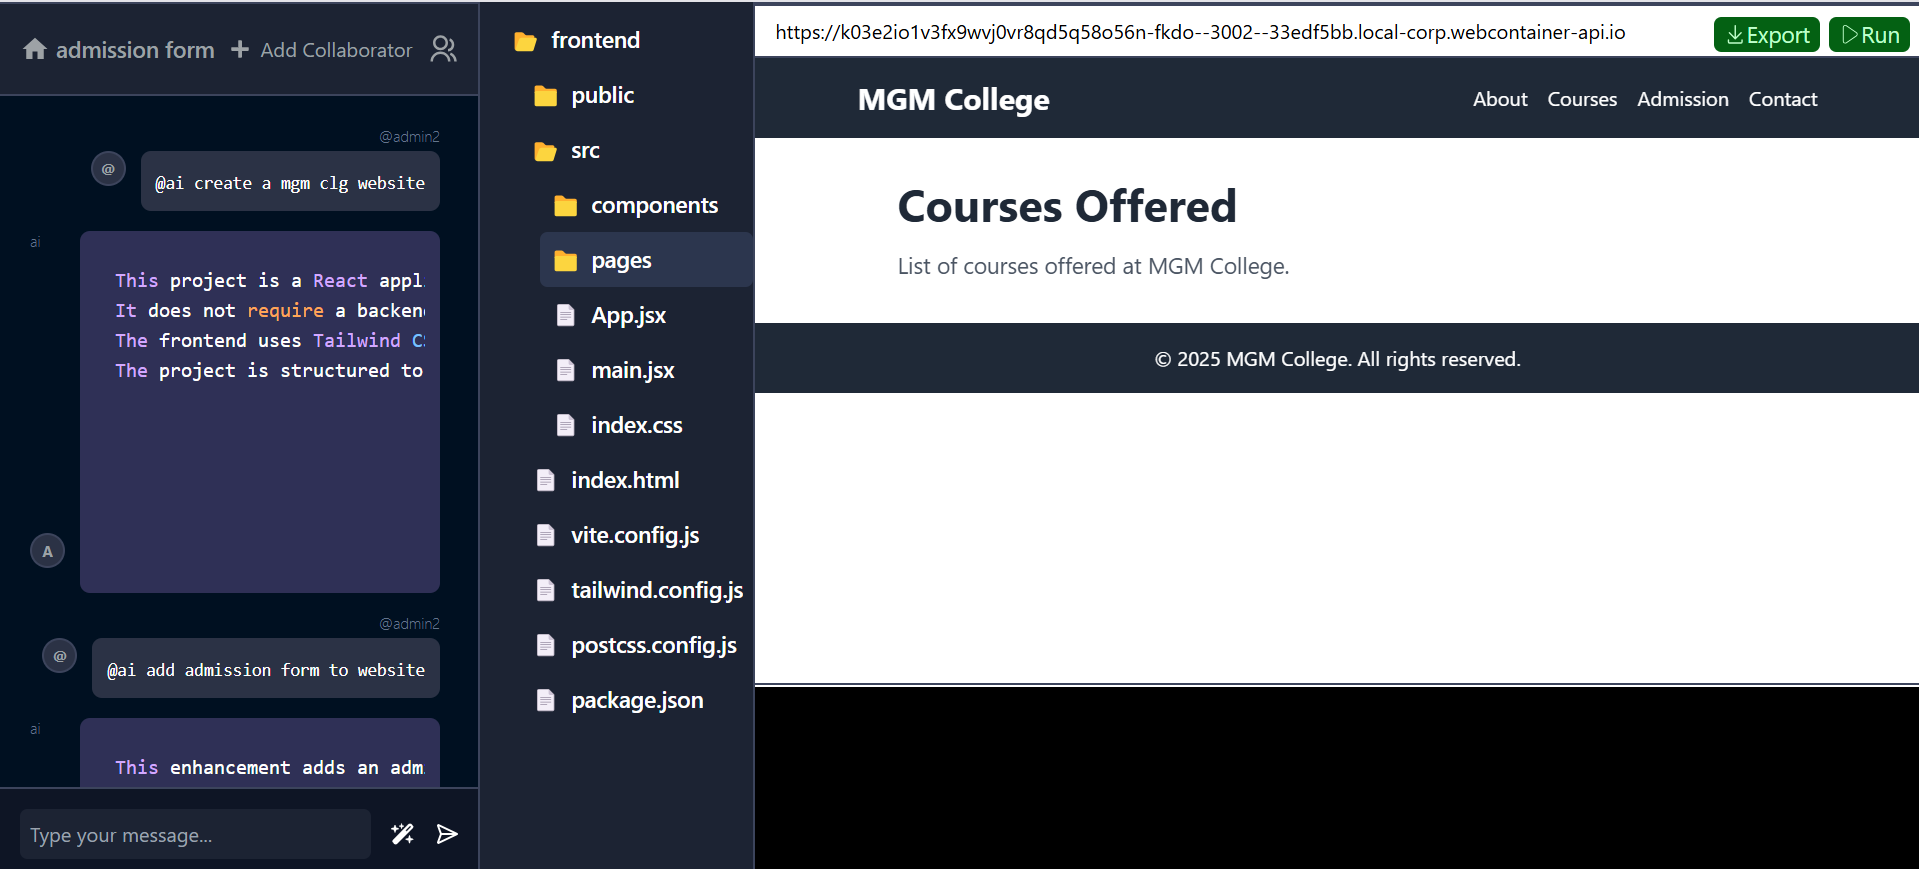 admission form
Add Collaborator
@admin2
@
@ai create a mgm clg website
ai
This project is a React appl
It does not require a backen
The frontend uses Tailwind CS
The project is structured to
A
@admin2
@
@ai add admission form to website
ai
This enhancement adds an adm
Type your message...
frontend
public
src
components
pages
App.jsx
main.jsx
index.css
index.html
vite.config.js
tailwind.config.js
postcss.config.js
package.json
https://k03e2io1v3fx9wvj0vr8qd5q58o56n-fkdo--3002--33edf5bb.local-corp.webcontainer-api.io
Export
Run
MGM College
About Courses Admission Contact
Courses Offered
List of courses offered at MGM College.
© 2025 MGM College. All rights reserved.